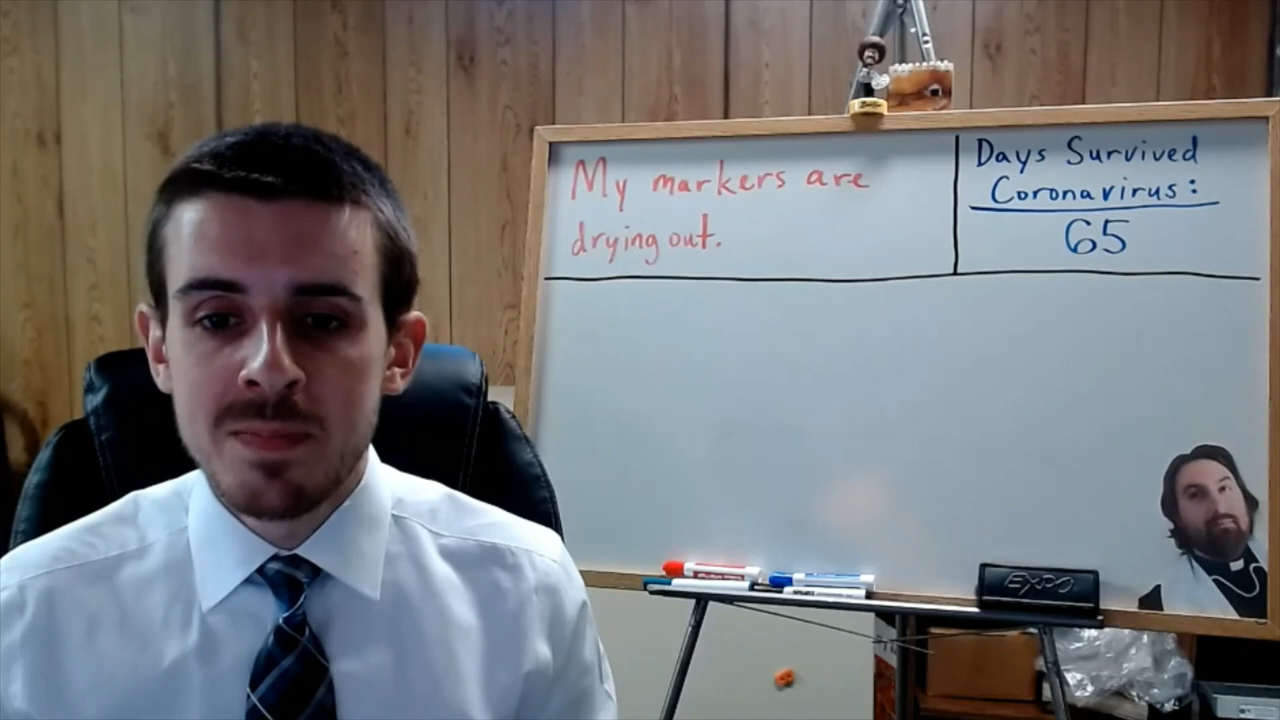 My markers are
drying out.
Days Survived
Coronavirus:
65
EXPO